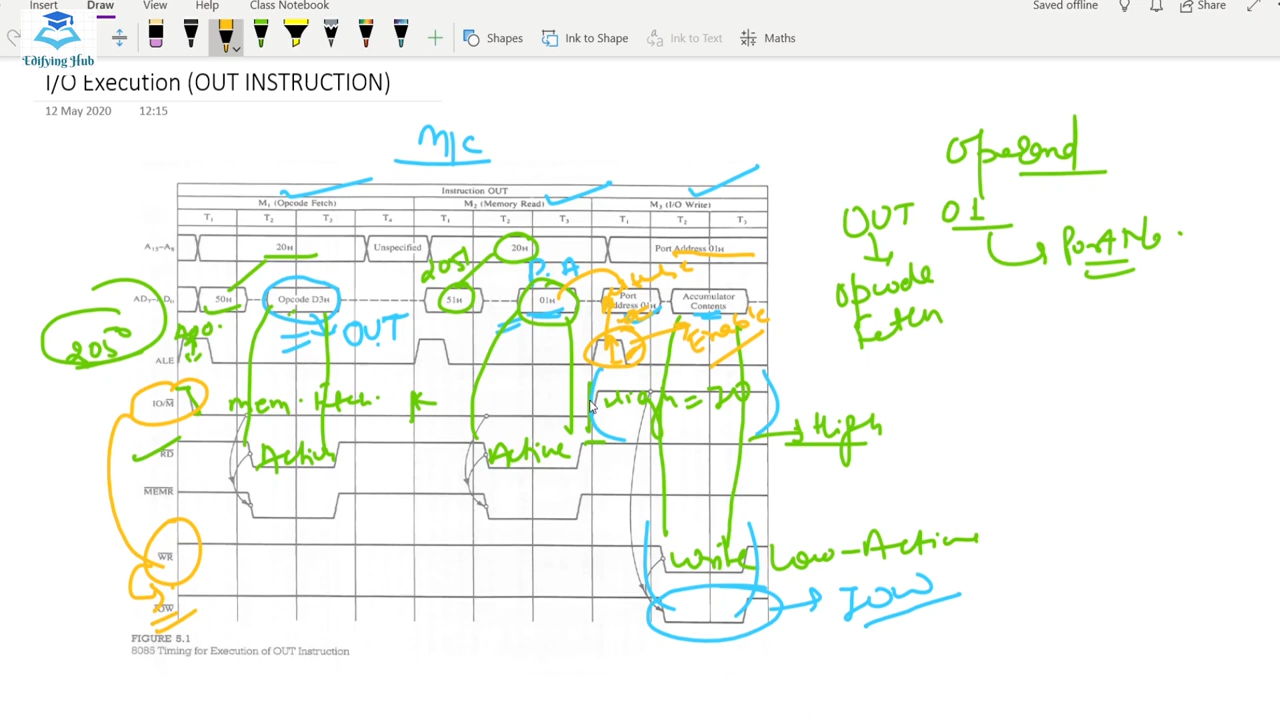 Insert Draw View Help Class Notebook Saved offline Share
Shapes Ink to Shape Ink to Text Maths
Edifying Hub
I/O Execution (OUT INSTRUCTION)
12 May 2020 12:15
M/C
Operand
OUT 01
Port No.
Opcode
Fetch
Instruction OUT
M1 (Opcode Fetch) M2 (Memory Read) M3 (I/O Write)
T1 T2 T3 T4 T1 T2 T3 T1 T2 T3
A15-A8 20H Unspecified 20H Port Address 01H
2051 P.A
AD7-AD0 50H Opcode D3H 51H 01H Port Address 01H Accumulator Contents
2050
OUT
Enable
ALE
IO/M̅
mem. Fetch. High = IO
High
R̅D̅
Active Active
M̅E̅M̅R̅
W̅R̅
Write Low-Active
I̅O̅W̅
IOW
FIGURE 5.1
8085 Timing for Execution of OUT Instruction